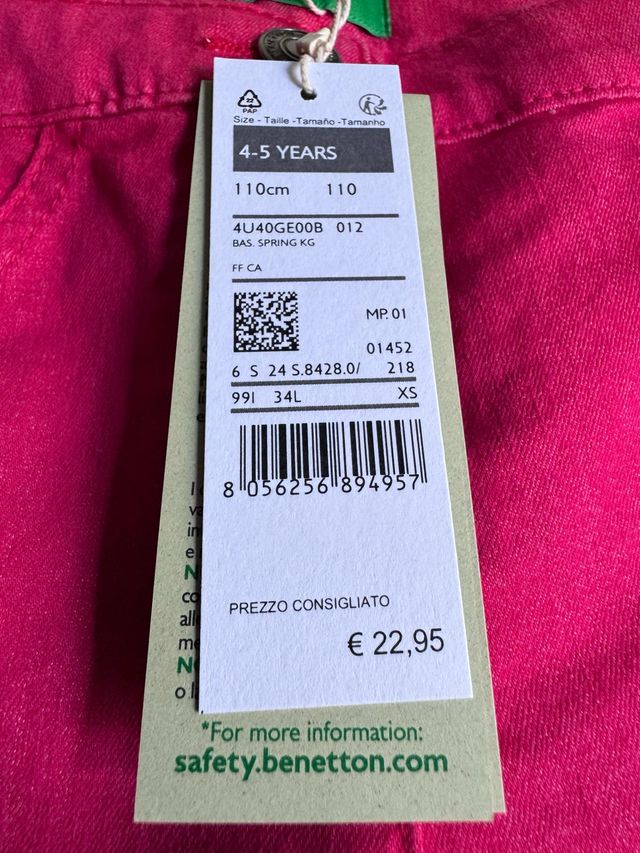 22
PAP
Size - Taille -Tamaño -Tamanho
4-5 YEARS
110cm 110
4U40GE00B 012
BAS. SPRING KG
FF CA
MP. 01
01452
6 S 24 S.8428.0/ 218
99I 34L XS
8 056256 894957
PREZZO CONSIGLIATO
€ 22,95
*For more information:
safety.benetton.com